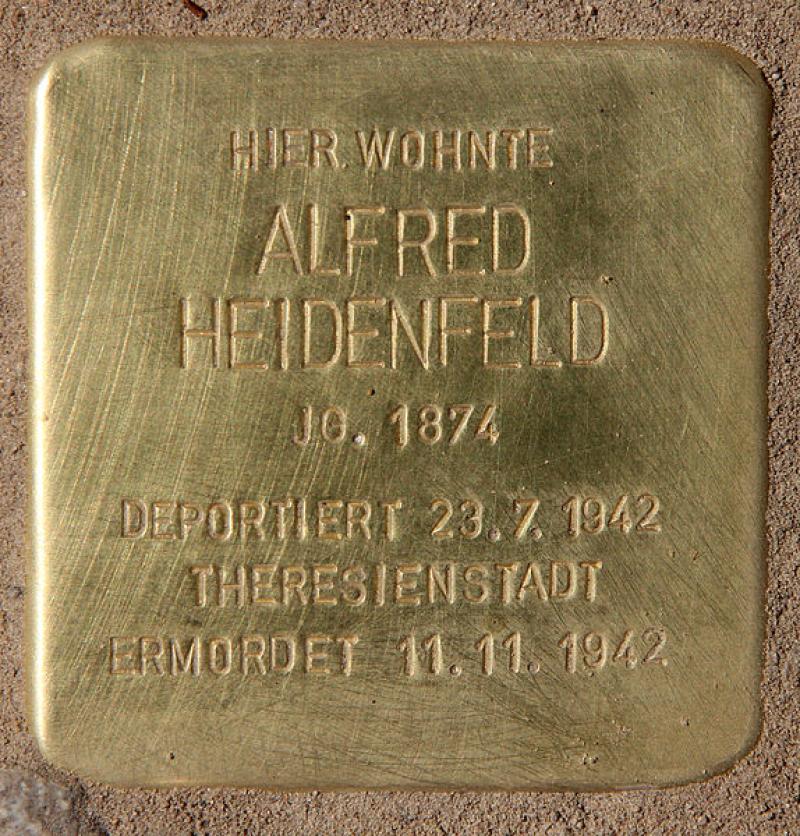 HIER WOHNTE
ALFRED
HEIDENFELD
JG. 1874
DEPORTIERT 23.7.1942
THERESIENSTADT
ERMORDET 11.11.1942